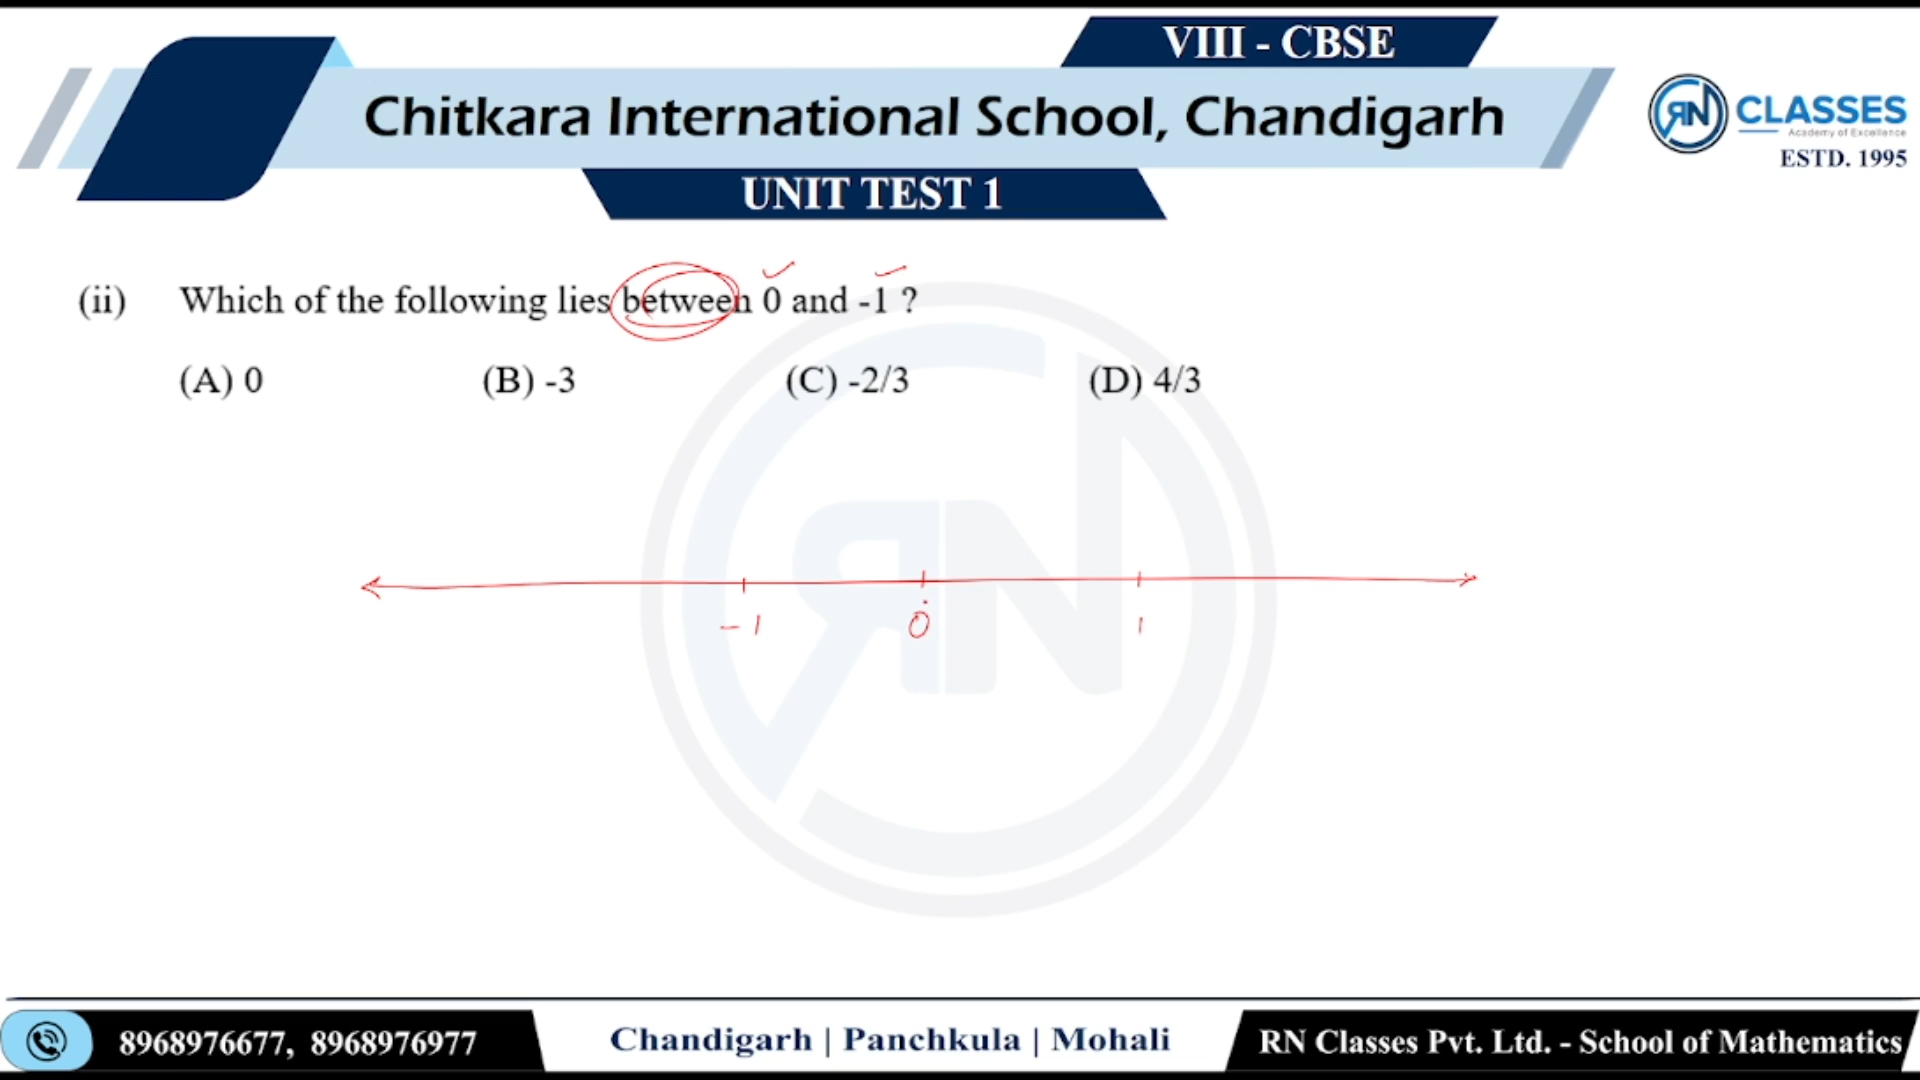 VIII - CBSE
Chitkara International School, Chandigarh
RN CLASSES
Academy of Excellence
ESTD. 1995
UNIT TEST 1
(ii) Which of the following lies between 0 and -1 ?
(A) 0 (B) -3 (C) -2/3 (D) 4/3
RN
-1 0 1
8968976677, 8968976977 Chandigarh | Panchkula | Mohali RN Classes Pvt. Ltd. - School of Mathematics